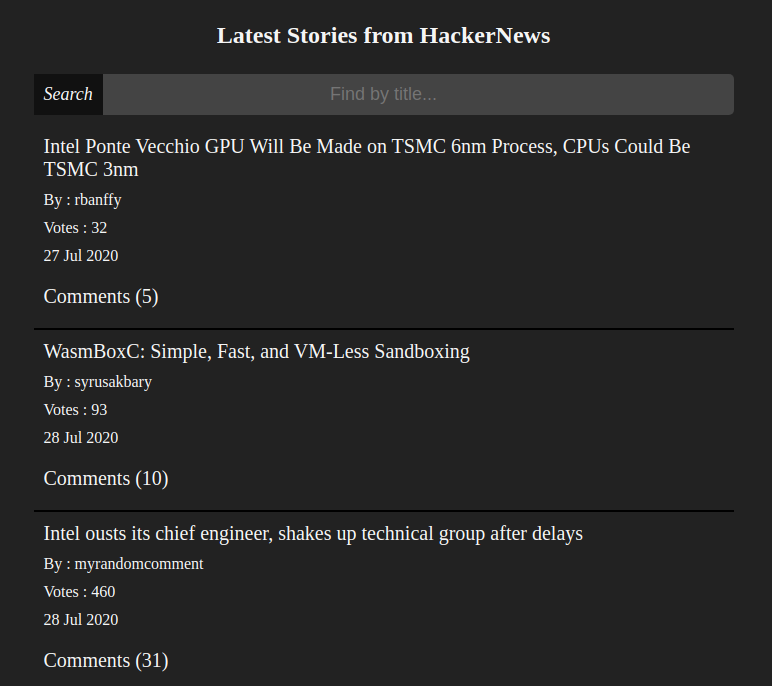 Latest Stories from HackerNews
Search Find by title...
Intel Ponte Vecchio GPU Will Be Made on TSMC 6nm Process, CPUs Could Be
TSMC 3nm
By : rbanffy
Votes : 32
27 Jul 2020
Comments (5)
WasmBoxC: Simple, Fast, and VM-Less Sandboxing
By : syrusakbary
Votes : 93
28 Jul 2020
Comments (10)
Intel ousts its chief engineer, shakes up technical group after delays
By : myrandomcomment
Votes : 460
28 Jul 2020
Comments (31)